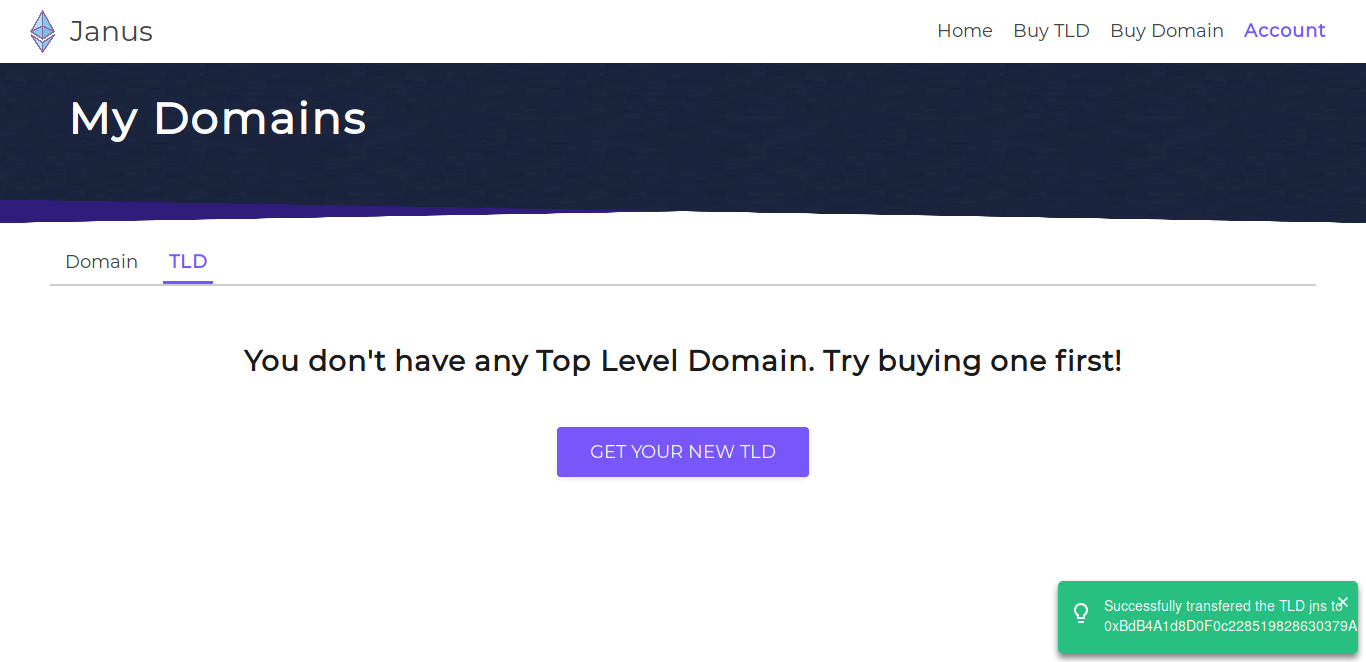 Janus
Home Buy TLD Buy Domain Account
My Domains
Domain TLD
You don't have any Top Level Domain. Try buying one first!
GET YOUR NEW TLD
Successfully transfered the TLD jns to
0xBdB4A1d8D0F0c228519828630379A